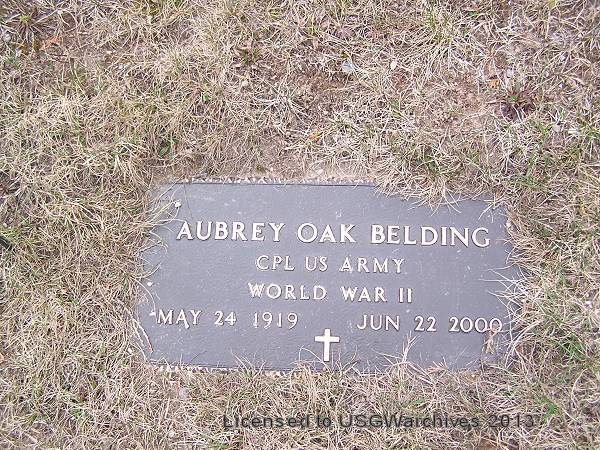 AUBREY OAK BELDING
CPL US ARMY
WORLD WAR II
MAY 24 1919 JUN 22 2000
Licensed to USGWarchives 2013